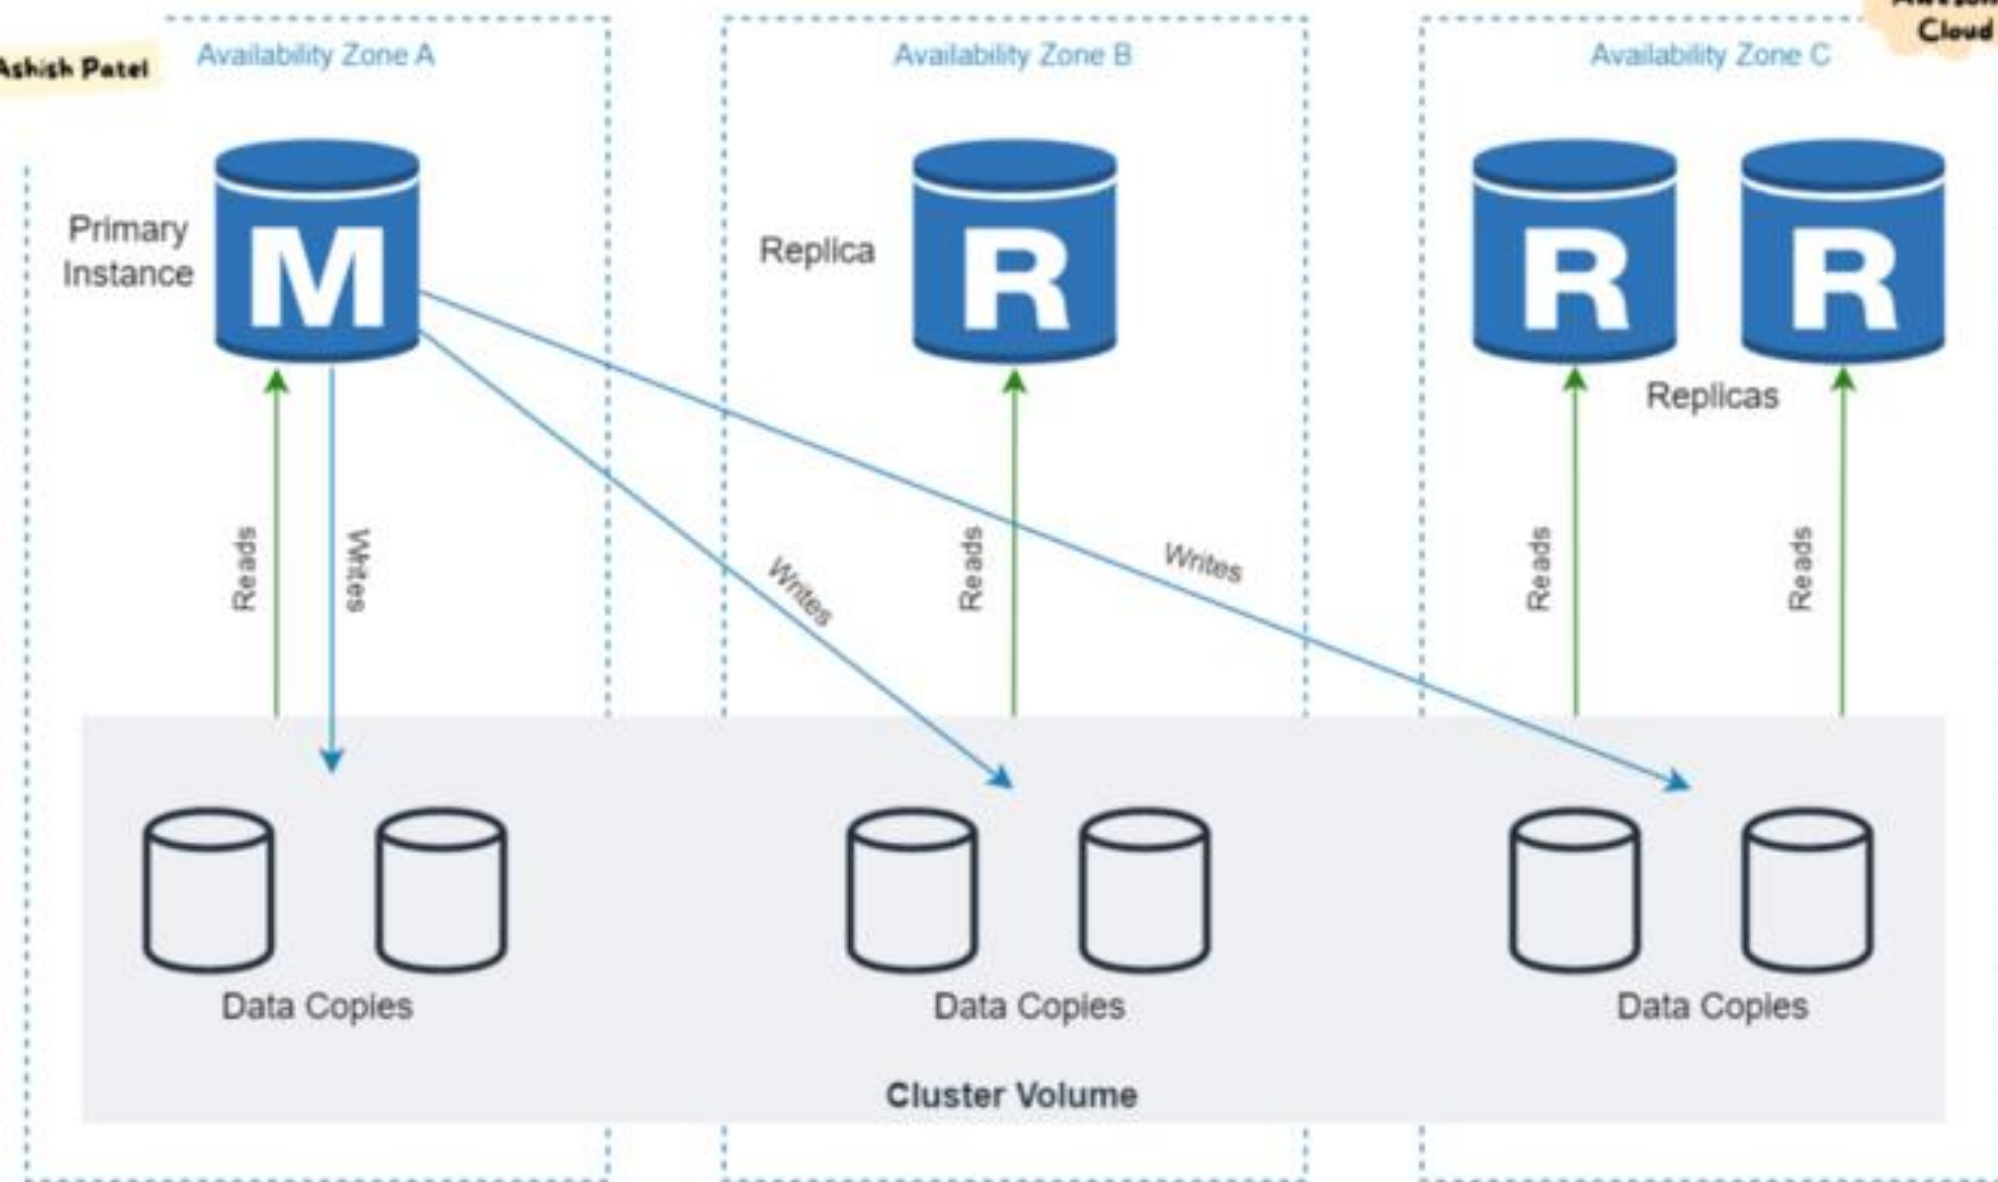 Ashish Patel
Cloud
Availability Zone A
Availability Zone B
Availability Zone C
Primary
Instance
M
Replica
R
R
R
Replicas
Reads
Writes
Writes
Reads
Writes
Reads
Reads
Data Copies
Data Copies
Data Copies
Cluster Volume